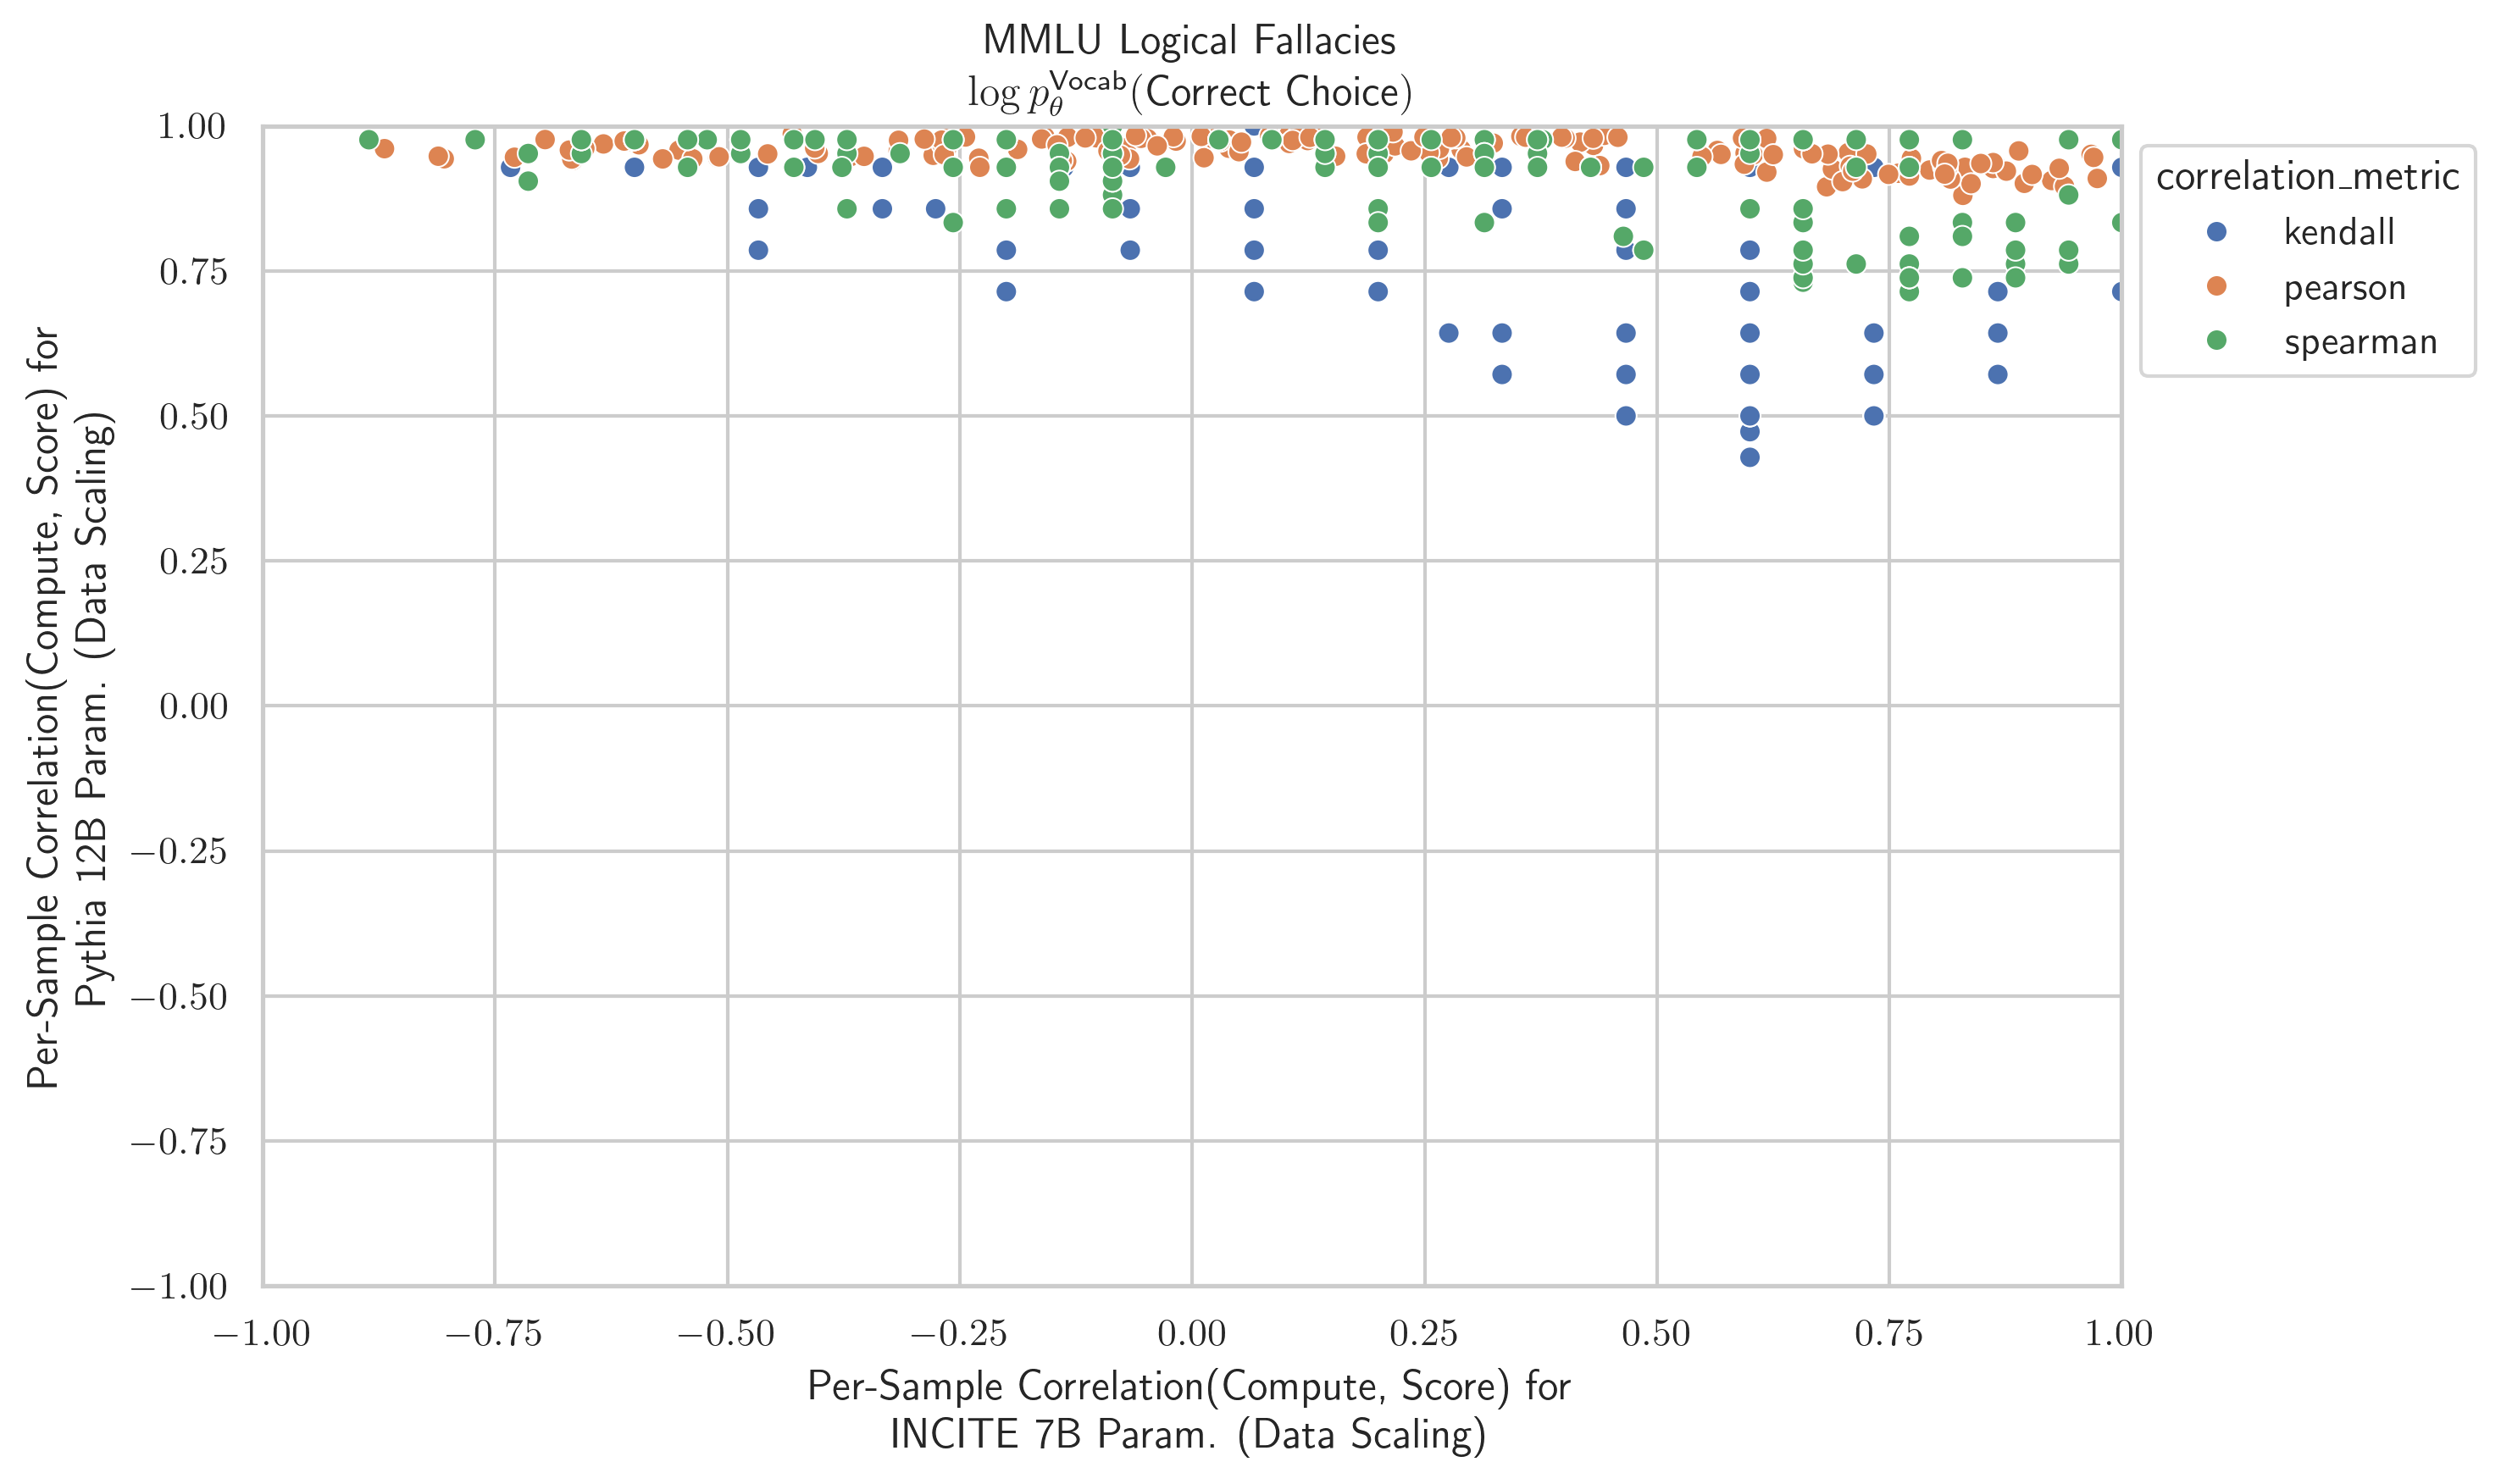 MMLU Logical Fallacies
log p_θ^Vocab(Correct Choice)
Per-Sample Correlation(Compute, Score) for
Pythia 12B Param. (Data Scaling)
1.00
0.75
0.50
0.25
0.00
−0.25
−0.50
−0.75
−1.00
−1.00
−0.75
−0.50
−0.25
0.00
0.25
0.50
0.75
1.00
Per-Sample Correlation(Compute, Score) for
INCITE 7B Param. (Data Scaling)
correlation_metric
kendall
pearson
spearman